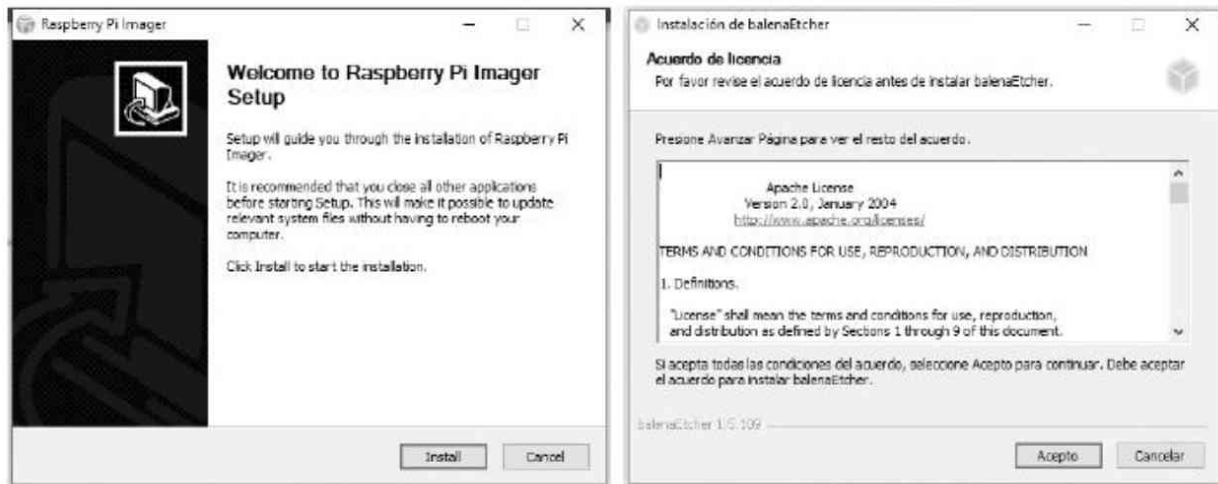 Raspberry Pi Imager
Welcome to Raspberry Pi Imager
Setup
Setup will guide you through the installation of Raspberry Pi
Imager.
It is recommended that you close all other applications
before starting Setup. This will make it possible to update
relevant system files without having to reboot your
computer.
Click Install to start the installation.
Install
Cancel
Instalación de balenaEtcher
Acuerdo de licencia
Por favor revise el acuerdo de licencia antes de instalar balenaEtcher.
Presione Avanzar Página para ver el resto del acuerdo.
Apache License
Version 2.0, January 2004
http://www.apache.org/licenses/
TERMS AND CONDITIONS FOR USE, REPRODUCTION, AND DISTRIBUTION
1. Definitions.
"License" shall mean the terms and conditions for use, reproduction,
and distribution as defined by Sections 1 through 9 of this document.
Si acepta todas las condiciones del acuerdo, seleccione Acepto para continuar. Debe aceptar
el acuerdo para instalar balenaEtcher.
balenaEtcher 1.5.109
Acepto
Cancelar